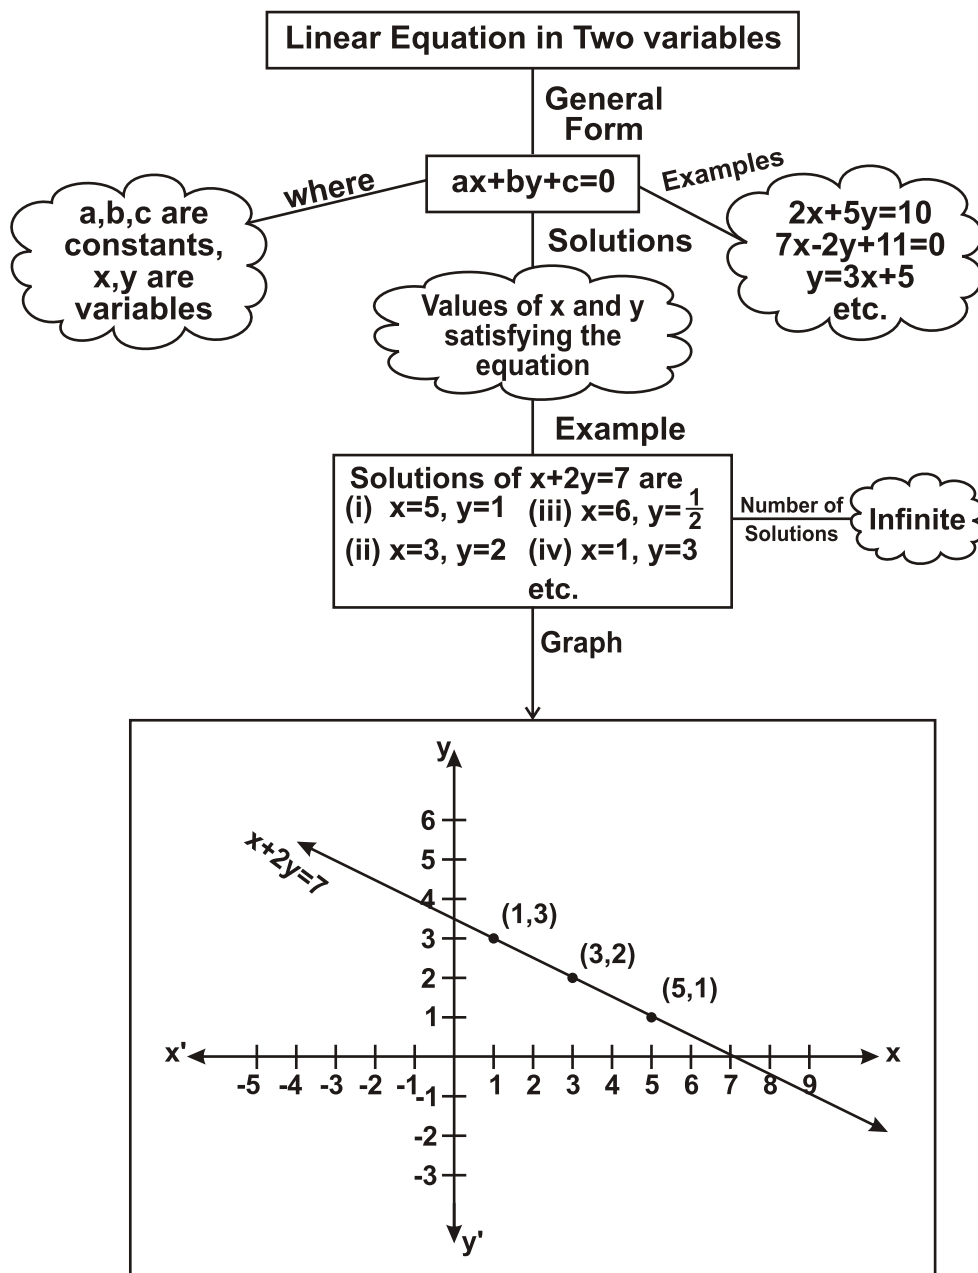 Linear Equation in Two variables
General
Form
where
ax+by+c=0
Examples
a,b,c are
constants,
x,y are
variables
2x+5y=10
7x-2y+11=0
y=3x+5
etc.
Solutions
Values of x and y
satisfying the
equation
Example
Solutions of x+2y=7 are
(i) x=5, y=1 (iii) x=6, y=1/2
(ii) x=3, y=2 (iv) x=1, y=3
etc.
Number of
Solutions
Infinite
Graph
y
6
x+2y=7
5
4
(1,3)
3
(3,2)
2
(5,1)
1
x' x
-5 -4 -3 -2 -1 1 2 3 4 5 6 7 8 9
-1
-2
-3
y'